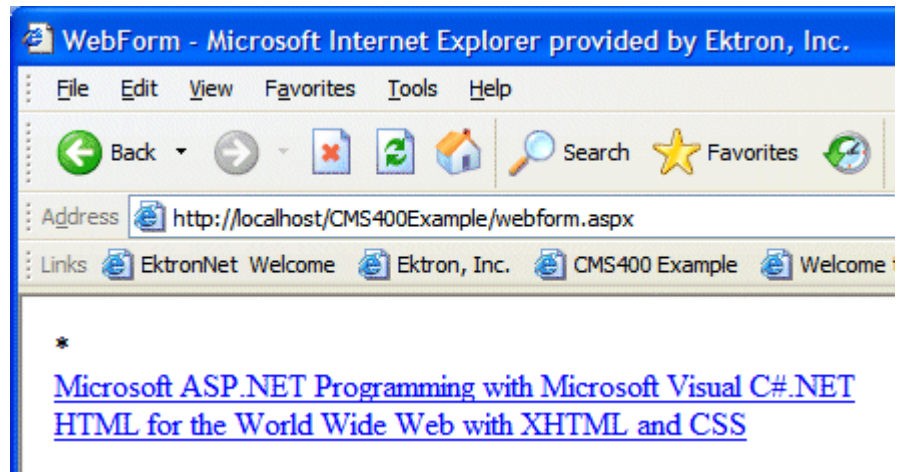 WebForm - Microsoft Internet Explorer provided by Ektron, Inc.
File Edit View Favorites Tools Help
Back Search Favorites
Address http://localhost/CMS400Example/webform.aspx
Links EktronNet Welcome Ektron, Inc. CMS400 Example Welcome
*
Microsoft ASP.NET Programming with Microsoft Visual C#.NET
HTML for the World Wide Web with XHTML and CSS